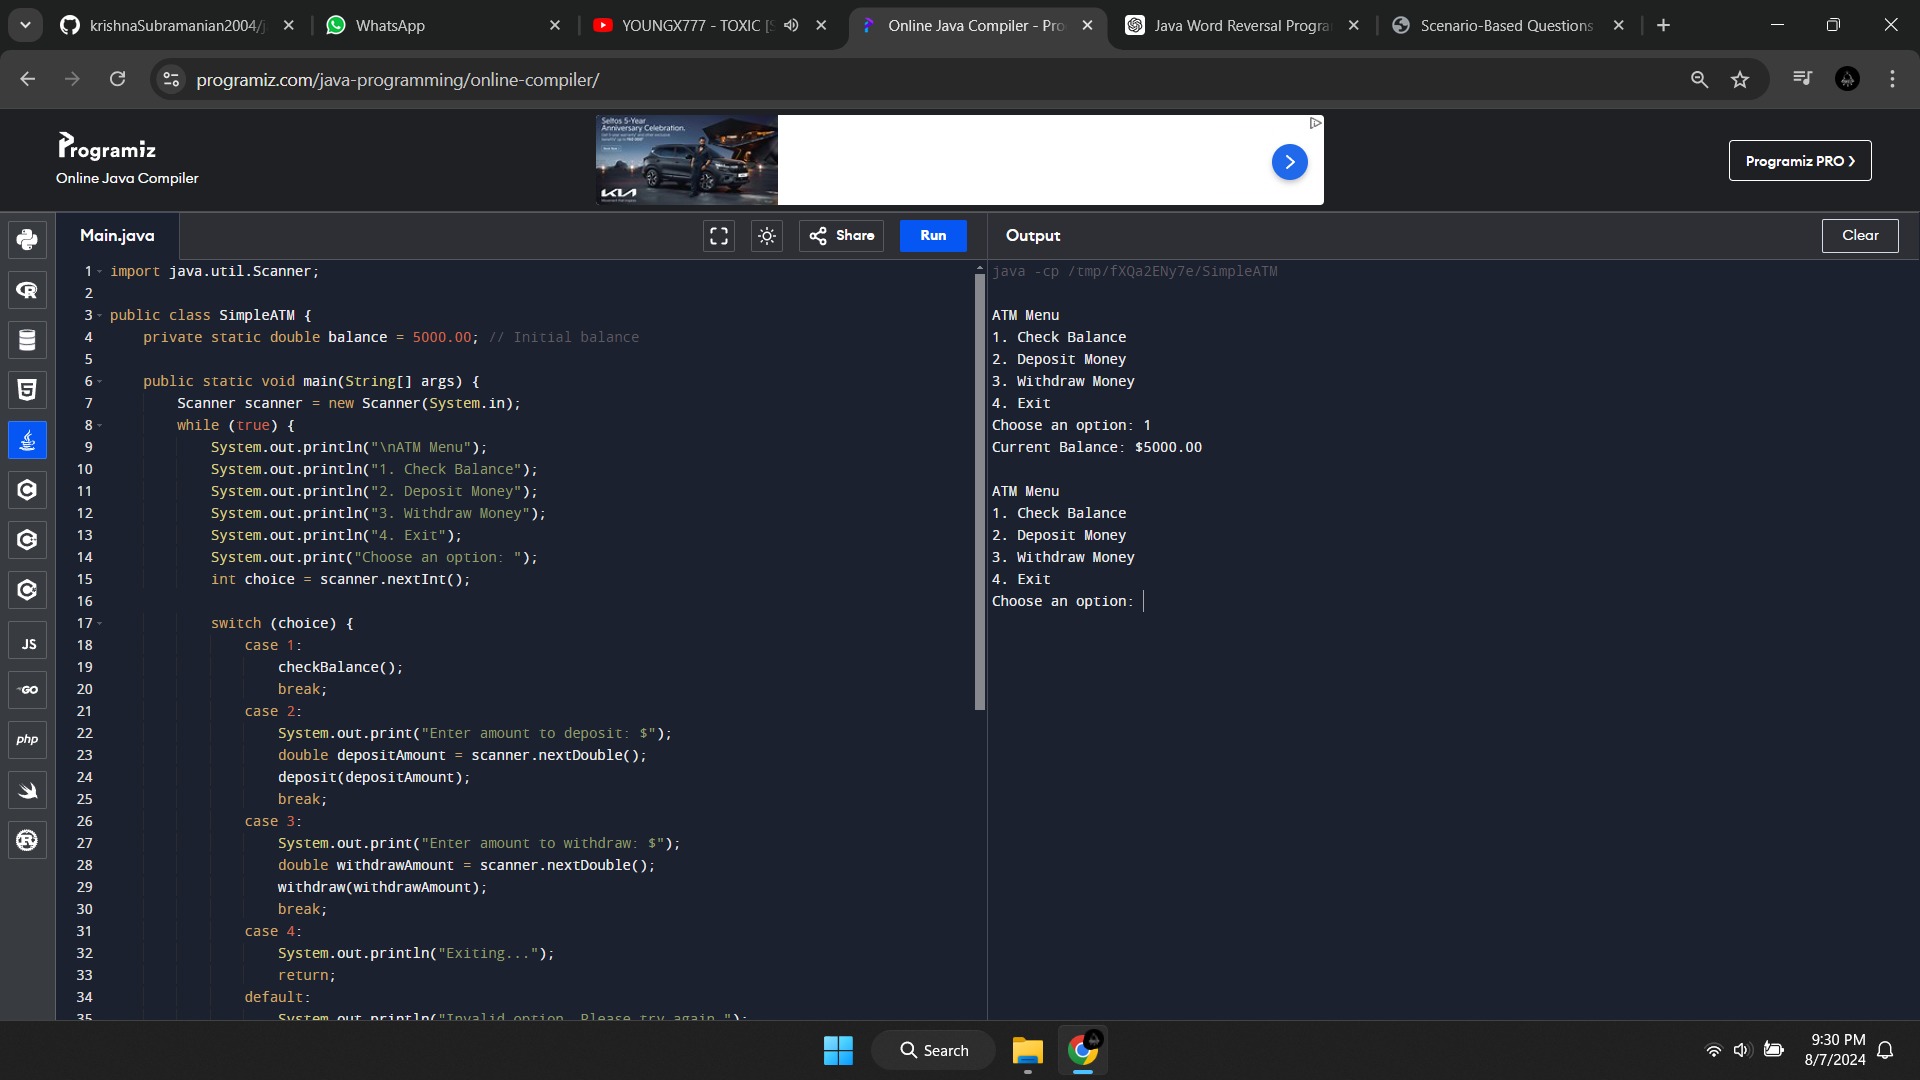 krishnaSubramanian2004/j
WhatsApp
YOUNGX777 - TOXIC [S
Online Java Compiler - Pro
Java Word Reversal Progra
Scenario-Based Questions
programiz.com/java-programming/online-compiler/
Programiz
Online Java Compiler
Seltos 5-Year
Anniversary Celebration.
KIA
Programiz PRO >
Main.java
Share
Run
Output
Clear
1 import java.util.Scanner;
2
3 public class SimpleATM {
4 private static double balance = 5000.00; // Initial balance
5
6 public static void main(String[] args) {
7 Scanner scanner = new Scanner(System.in);
8 while (true) {
9 System.out.println("\nATM Menu");
10 System.out.println("1. Check Balance");
11 System.out.println("2. Deposit Money");
12 System.out.println("3. Withdraw Money");
13 System.out.println("4. Exit");
14 System.out.print("Choose an option: ");
15 int choice = scanner.nextInt();
16
17 switch (choice) {
18 case 1:
19 checkBalance();
20 break;
21 case 2:
22 System.out.print("Enter amount to deposit: $");
23 double depositAmount = scanner.nextDouble();
24 deposit(depositAmount);
25 break;
26 case 3:
27 System.out.print("Enter amount to withdraw: $");
28 double withdrawAmount = scanner.nextDouble();
29 withdraw(withdrawAmount);
30 break;
31 case 4:
32 System.out.println("Exiting...");
33 return;
34 default:
35 System.out.println("Invalid option. Please try again.");
java -cp /tmp/fXQa2ENy7e/SimpleATM
ATM Menu
1. Check Balance
2. Deposit Money
3. Withdraw Money
4. Exit
Choose an option: 1
Current Balance: $5000.00
ATM Menu
1. Check Balance
2. Deposit Money
3. Withdraw Money
4. Exit
Choose an option:
R
JS
GO
php
Search
9:30 PM
8/7/2024